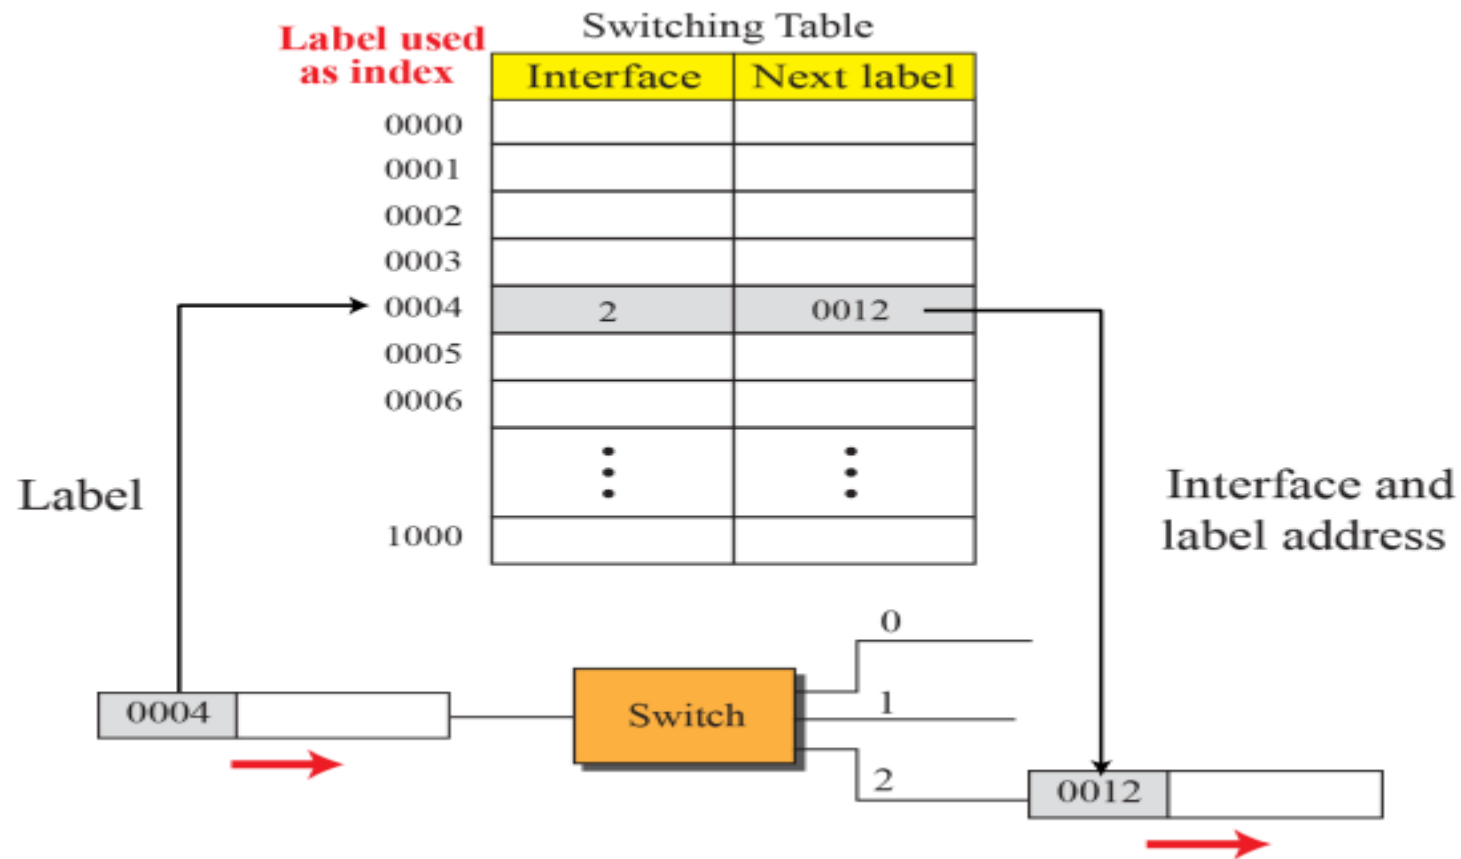 Switching Table
Label used
as index
Interface Next label
0000
0001
0002
0003
0004 2 0012
0005
0006
1000
Label
Interface and
label address
0
1
2
0004
Switch
0012